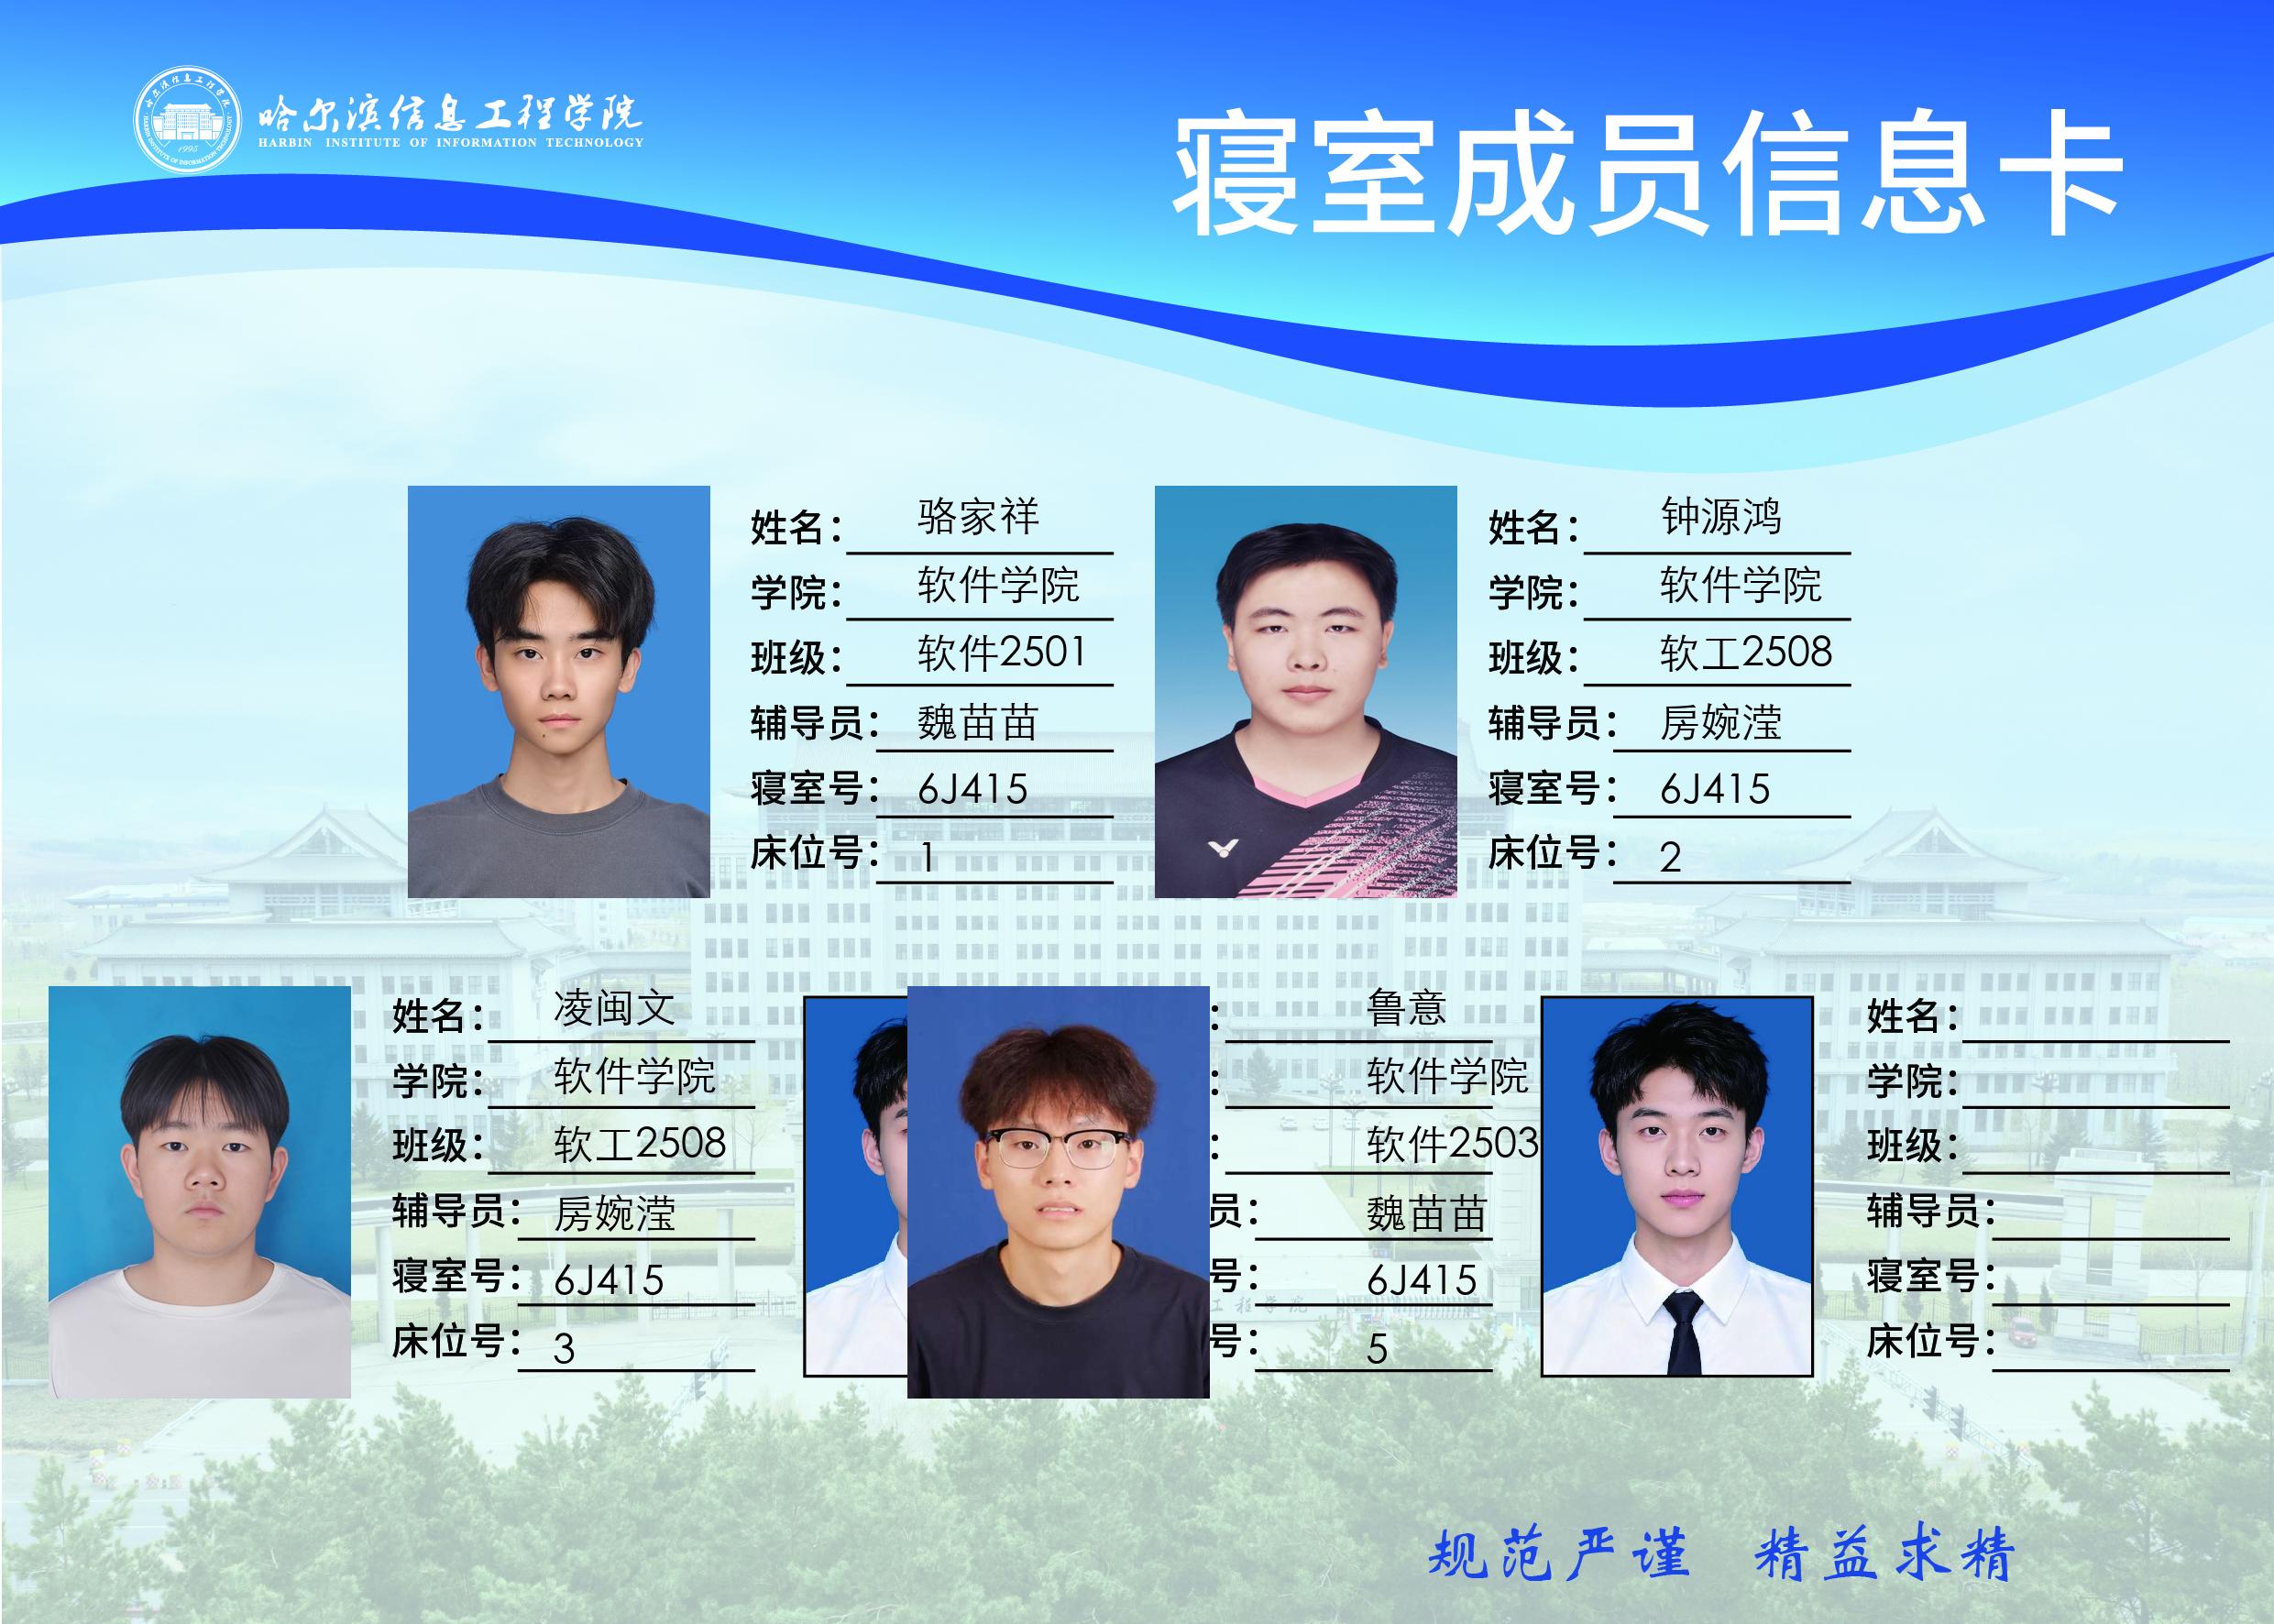 哈尔滨信息工程学院
HARBIN INSTITUTE OF INFORMATION TECHNOLOGY
1995
寝室成员信息卡
姓名： 骆家祥
学院： 软件学院
班级： 软件2501
辅导员： 魏苗苗
寝室号： 6J415
床位号： 1
姓名： 钟源鸿
学院： 软件学院
班级： 软工2508
辅导员： 房婉滢
寝室号： 6J415
床位号： 2
姓名： 凌闽文
学院： 软件学院
班级： 软工2508
辅导员： 房婉滢
寝室号： 6J415
床位号： 3
： 鲁意
： 软件学院
： 软件2503
员： 魏苗苗
号： 6J415
号： 5
姓名：
学院：
班级：
辅导员：
寝室号：
床位号：
规范严谨 精益求精